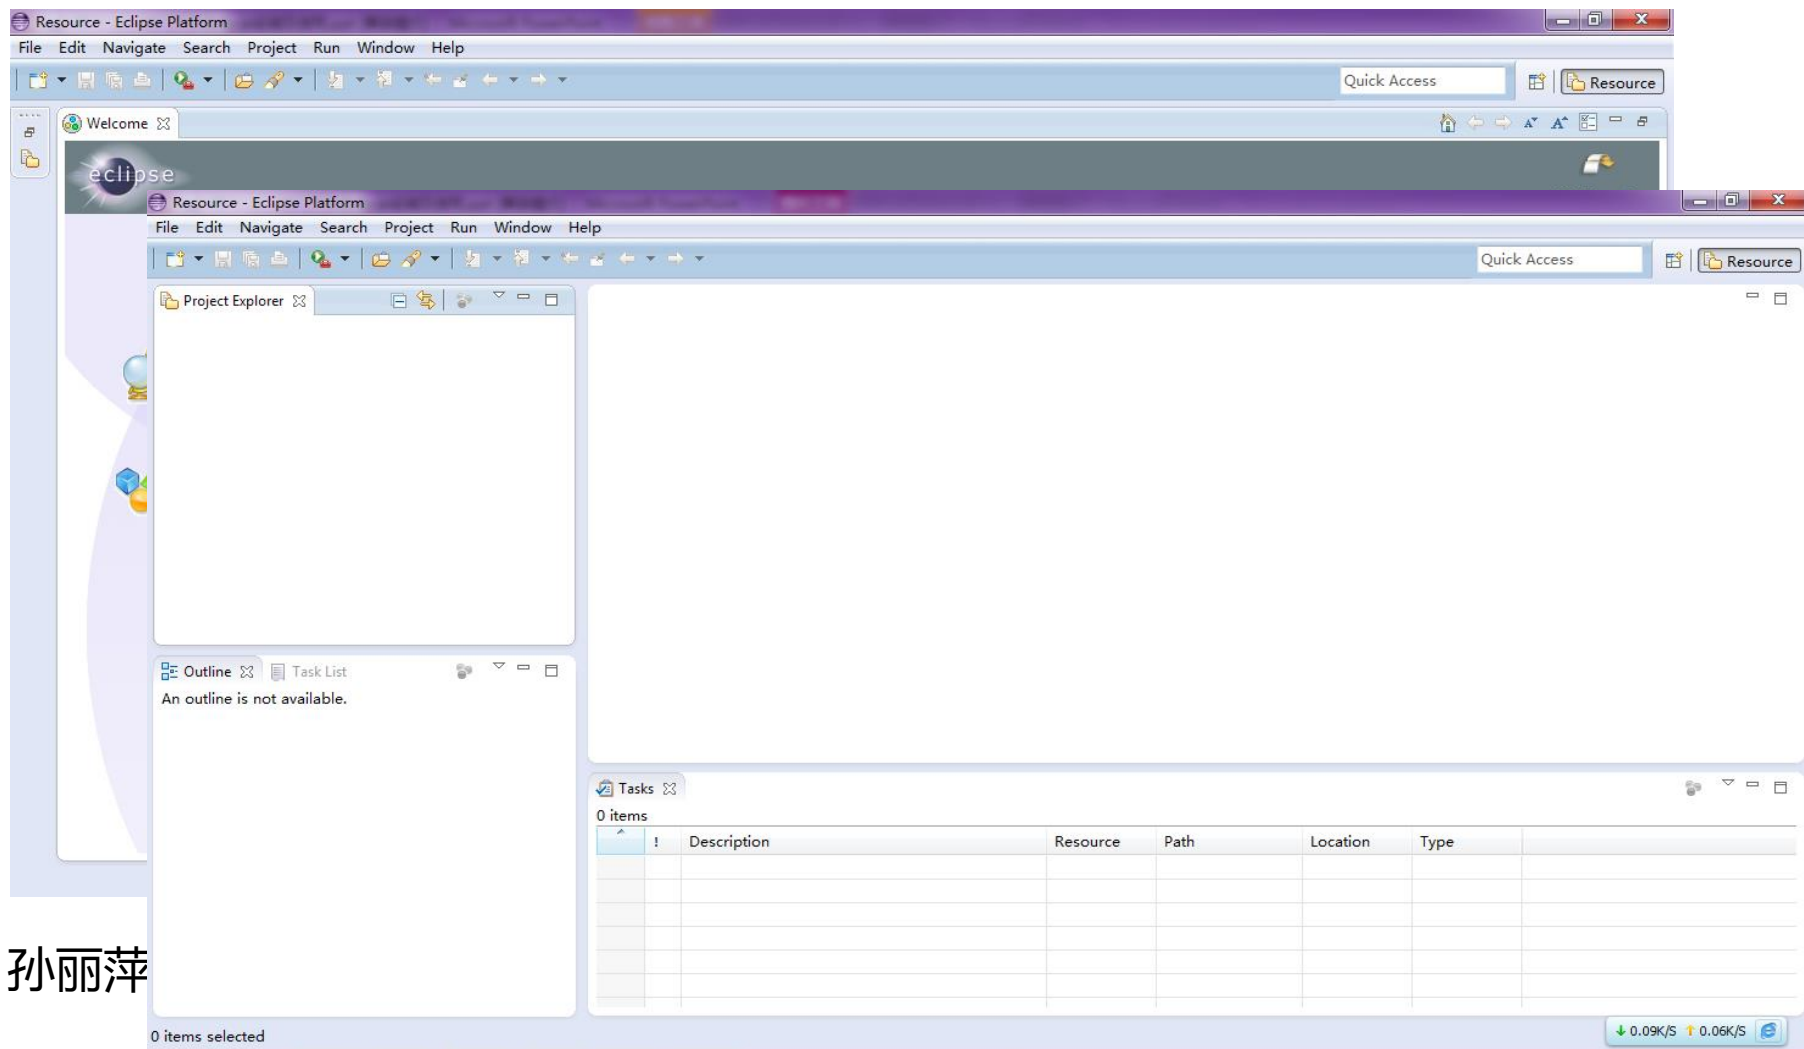 Resource - Eclipse Platform
File Edit Navigate Search Project Run Window Help
Quick Access
Resource
Welcome
eclipse
Resource - Eclipse Platform
File Edit Navigate Search Project Run Window Help
Quick Access
Resource
Project Explorer
Outline Task List
An outline is not available.
Tasks
0 items
! Description Resource Path Location Type
孙丽萍
0 items selected
0.09K/S 0.06K/S